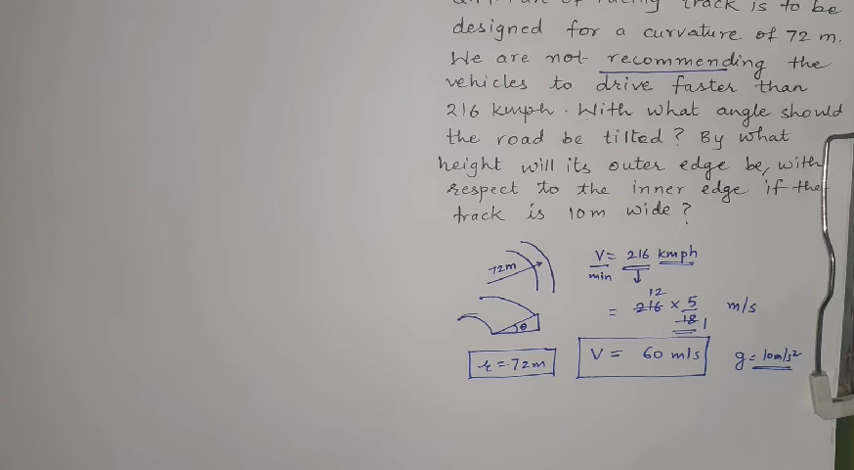 track is to be
designed for a curvature of 72 m.
We are not recommending the
vehicles to drive faster than
216 kmph. With what angle should
the road be tilted? By what
height will its outer edge be, with
respect to the inner edge if the
track is 10m wide?
72m
V = 216 kmph
min
12
= 216 × 5/18 m/s
1
θ
r = 72m
V = 60 m/s
g = 10m/s²